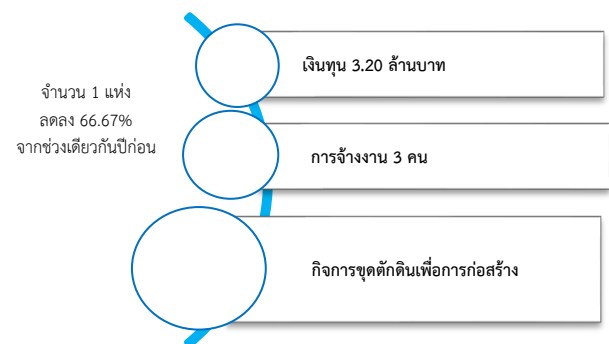 จำนวน 1 แห่ง
ลดลง 66.67%
จากช่วงเดียวกันปีก่อน
เงินทุน 3.20 ล้านบาท
การจ้างงาน 3 คน
กิจการขุดตักดินเพื่อการก่อสร้าง